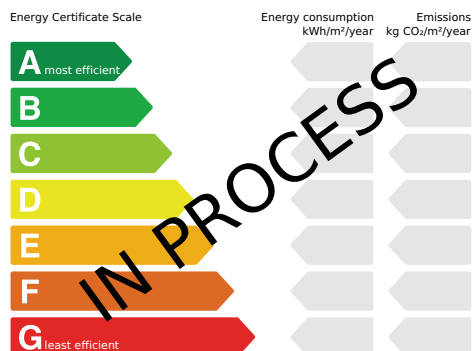 Energy Certificate Scale
Energy consumption
kWh/m²/year
Emissions
kg CO₂/m²/year
A most efficient
B
C
D
E
F
G least efficient
IN PROCESS